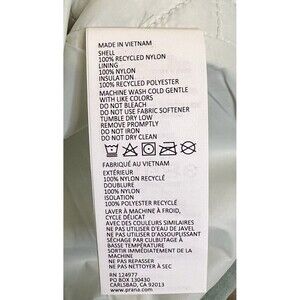 MADE IN VIETNAM
SHELL
100% RECYCLED NYLON
LINING
100% NYLON
INSULATION
100% RECYCLED POLYESTER
MACHINE WASH COLD GENTLE
WITH LIKE COLORS
DO NOT BLEACH
DO NOT USE FABRIC SOFTENER
TUMBLE DRY LOW
REMOVE PROMPTLY
DO NOT IRON
DO NOT DRY CLEAN
FABRIQUÉ AU VIETNAM
EXTÉRIEUR
100% NYLON RECYCLÉ
DOUBLURE
100% NYLON
ISOLATION
100% POLYESTER RECYCLÉ
LAVER À MACHINE À FROID,
CYCLE DÉLICAT
AVEC DES COULEURS SIMILAIRES
NE PAS UTILISER D'EAU DE JAVEL
NE PAS UTILISER D'ASSOUPLISSANT
SÉCHAGE PAR CULBUTAGE À
BASSE TEMPÉRATURE
SORTIR IMMÉDIATEMENT DE LA
MACHINE
NE PAS REPASSER
NE PAS NETTOYER À SEC
RN 124977
PO BOX 130430
CARLSBAD, CA 92013
www.prana.com